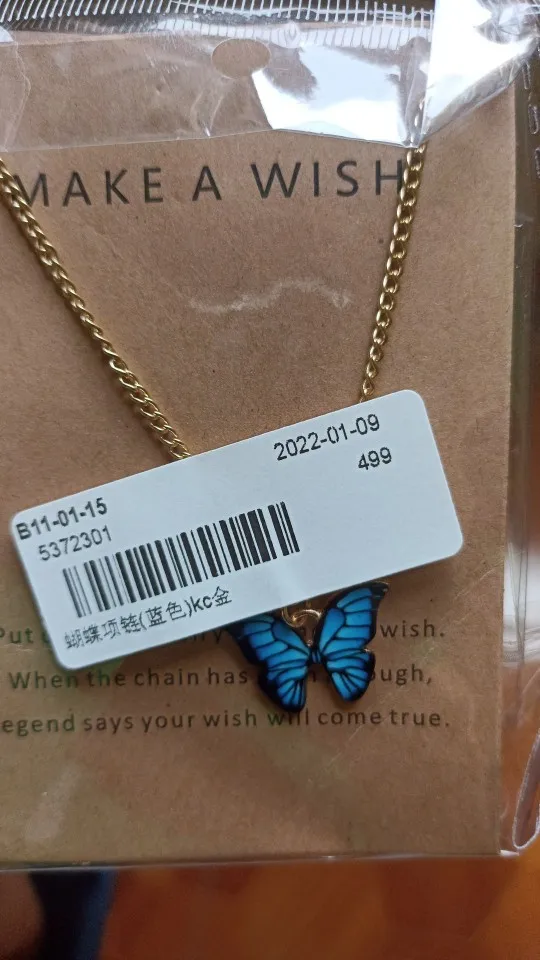 MAKE A WISH
2022-01-09
499
B11-01-15
5372301
蝴蝶项链(蓝色)kc金
Put wish.
When the chain has
egend says your wish will come true.